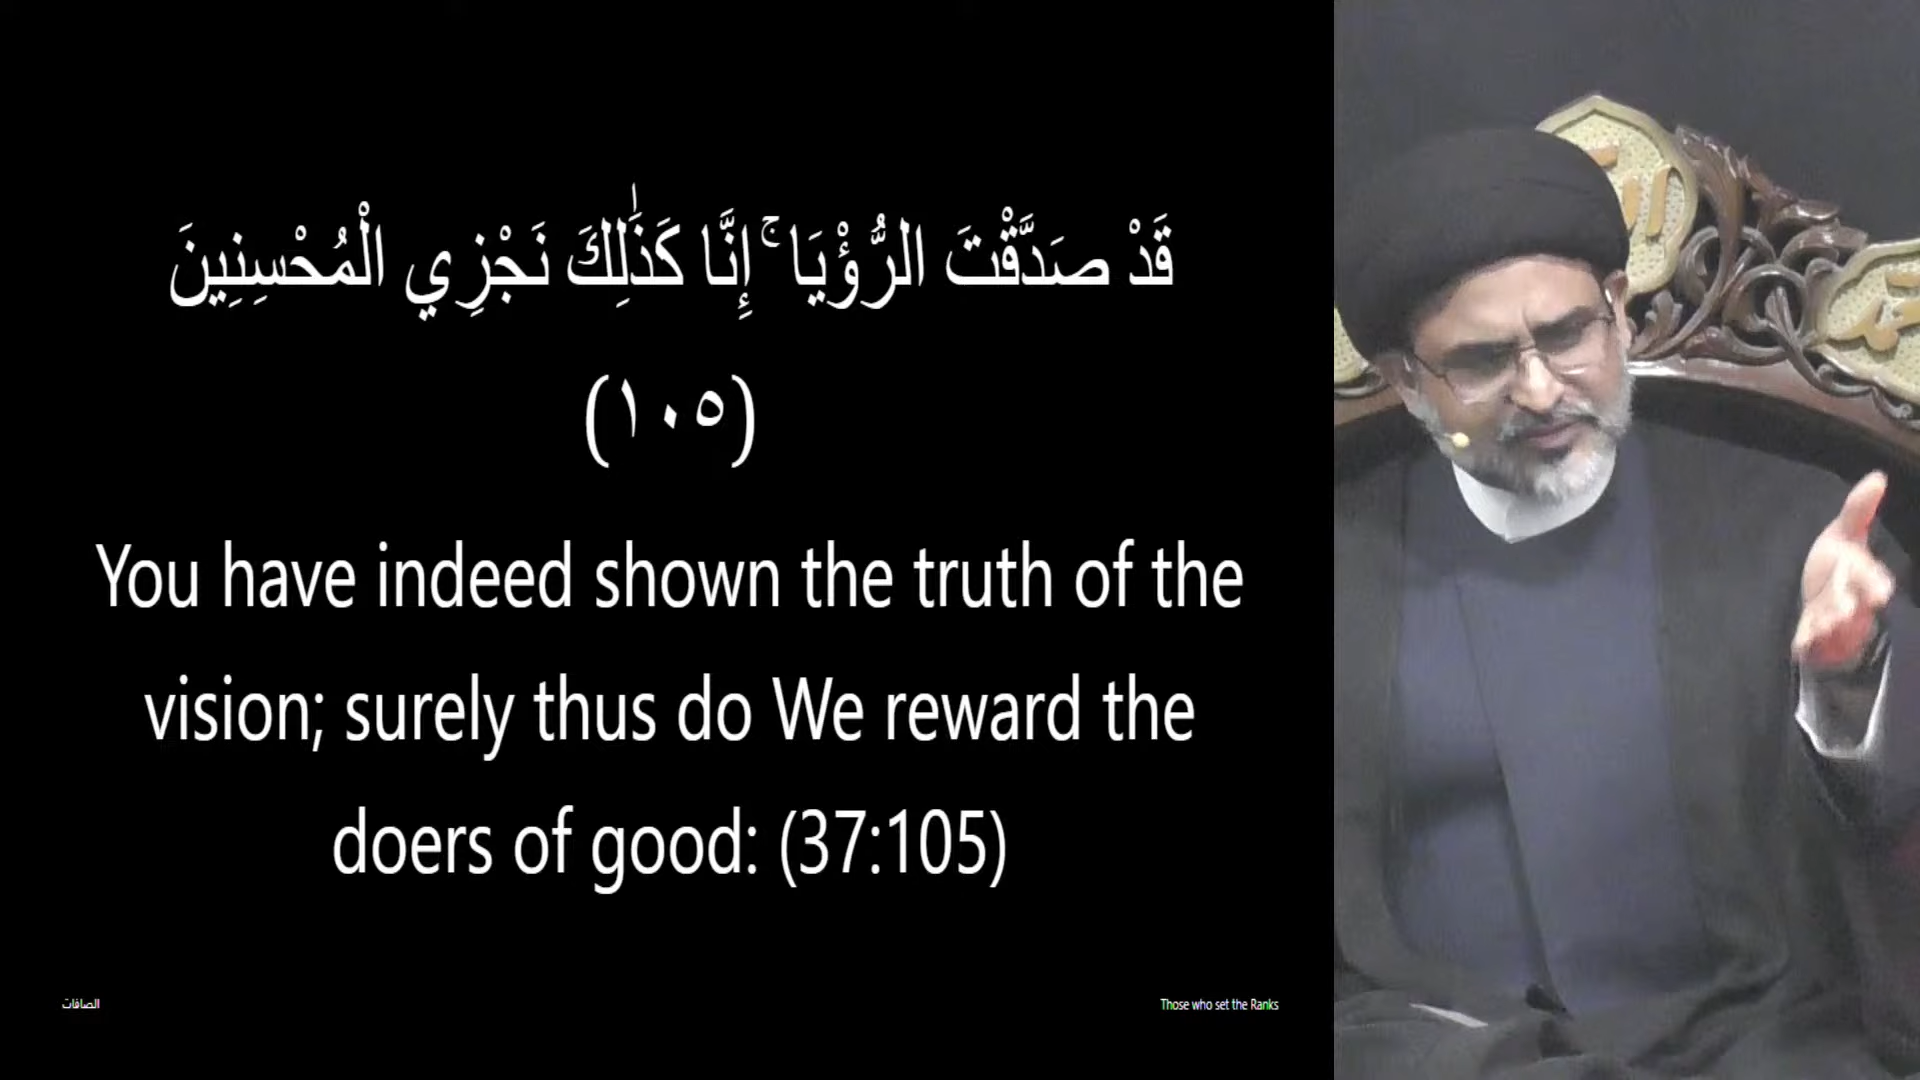 قَدْ صَدَّقْتَ الرُّؤْيَا ۚ إِنَّا كَذَٰلِكَ نَجْزِي الْمُحْسِنِينَ
(١٠٥)
You have indeed shown the truth of the
vision; surely thus do We reward the
doers of good: (37:105)
الصافات
Those who set the Ranks